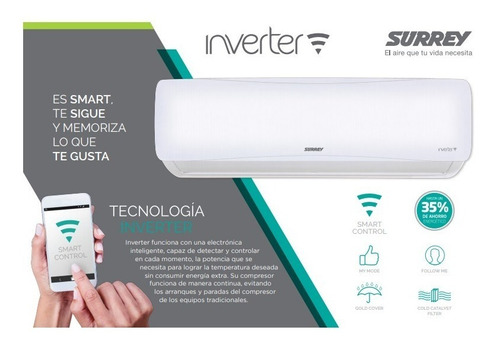 inverter
SURREY
El aire que tu vida necesita
ES SMART,
TE SIGUE
Y MEMORIZA
LO QUE
TE GUSTA
SURREY
inverter
TECNOLOGÍA
INVERTER
Inverter funciona con una electrónica
inteligente, capaz de detectar y controlar
en cada momento, la potencia que se
necesita para lograr la temperatura deseada
sin consumir energía extra. Su compresor
funciona de manera continua, evitando
los arranques y paradas del compresor
de los equipos tradicionales.
SMART
CONTROL
SMART
CONTROL
35%
DE AHORRO
ENERGÉTICO
MY MODE
FOLLOW ME
GOLD COVER
COLD CATALYST
FILTER